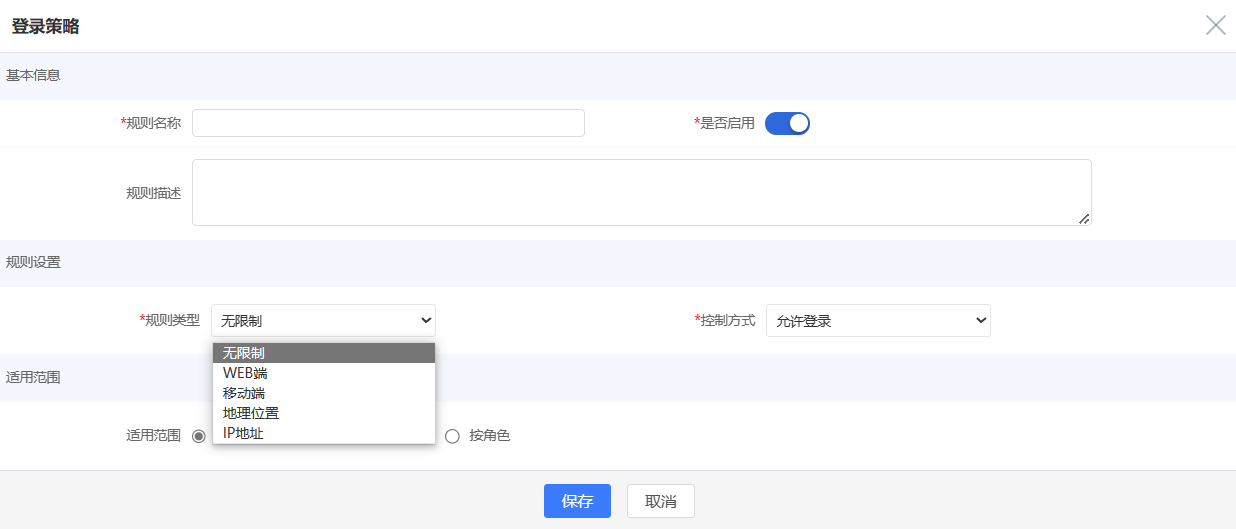 登录策略
基本信息
*规则名称
*是否启用
规则描述
规则设置
*规则类型 无限制
*控制方式 允许登录
无限制
WEB端
移动端
地理位置
IP地址
适用范围
适用范围
按角色
保存 取消